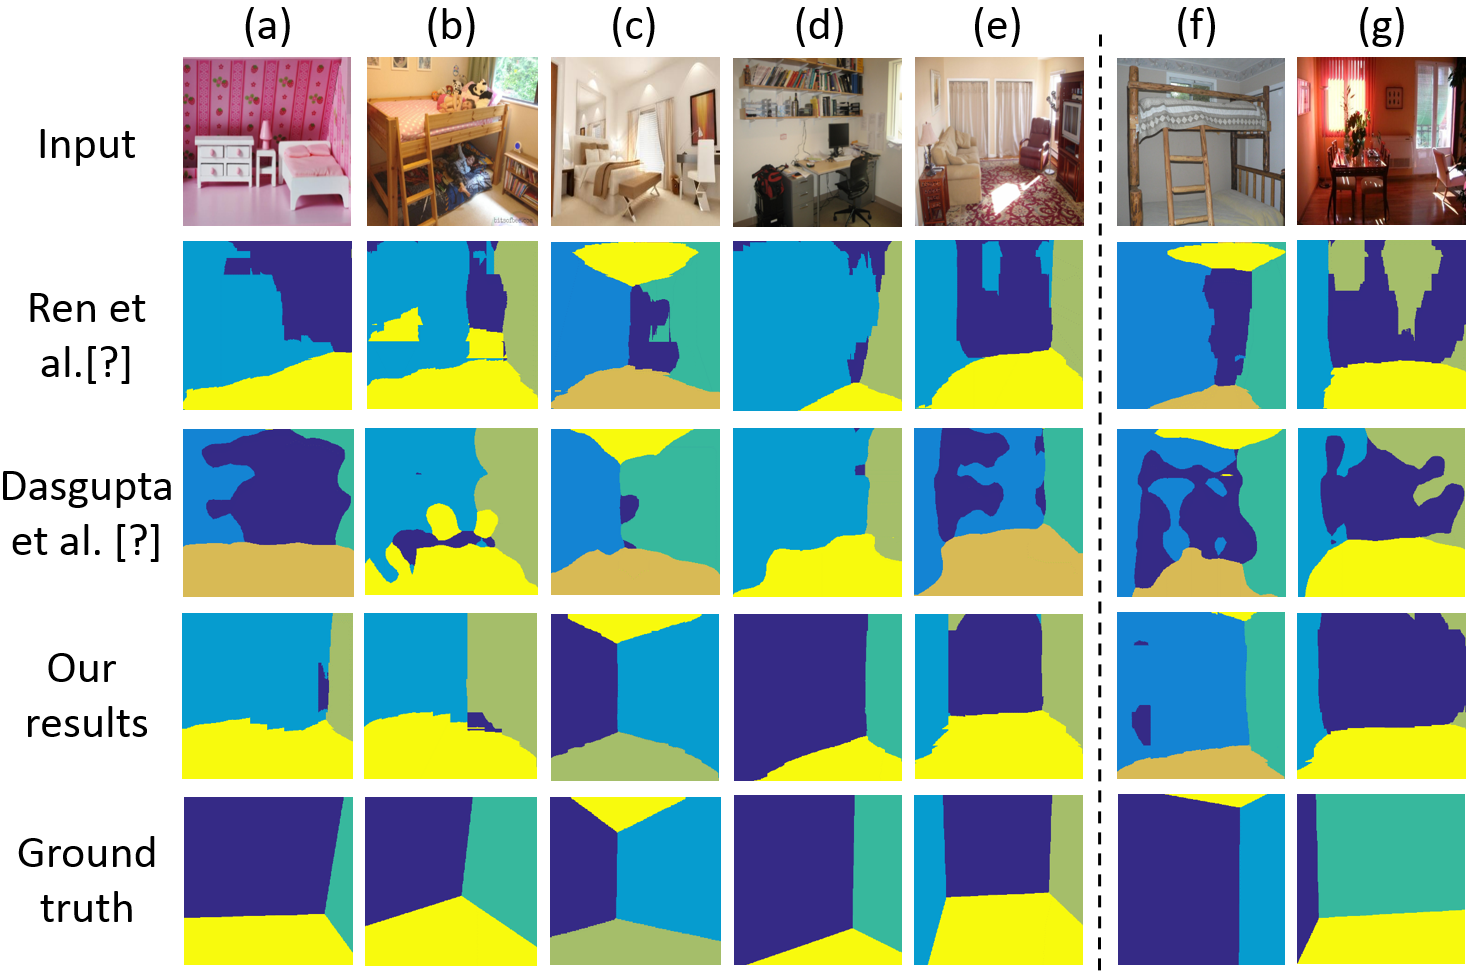 (a) (b) (c) (d) (e) (f) (g)
Input
Ren et
al.[?]
Dasgupta
et al. [?]
Our
results
Ground
truth